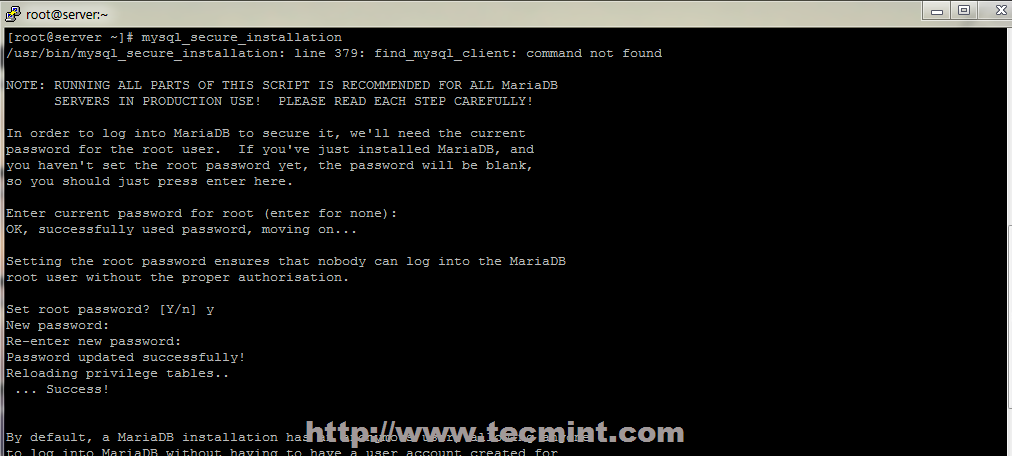 root@server:~
[root@server ~]# mysql_secure_installation
/usr/bin/mysql_secure_installation: line 379: find_mysql_client: command not found
NOTE: RUNNING ALL PARTS OF THIS SCRIPT IS RECOMMENDED FOR ALL MariaDB
SERVERS IN PRODUCTION USE!  PLEASE READ EACH STEP CAREFULLY!
In order to log into MariaDB to secure it, we'll need the current
password for the root user.  If you've just installed MariaDB, and
you haven't set the root password yet, the password will be blank,
so you should just press enter here.
Enter current password for root (enter for none):
OK, successfully used password, moving on...
Setting the root password ensures that nobody can log into the MariaDB
root user without the proper authorisation.
Set root password? [Y/n] y
New password:
Re-enter new password:
Password updated successfully!
Reloading privilege tables..
... Success!
By default, a MariaDB installation has
http://www.tecmint.com
to log into MariaDB without having to have a user account created for